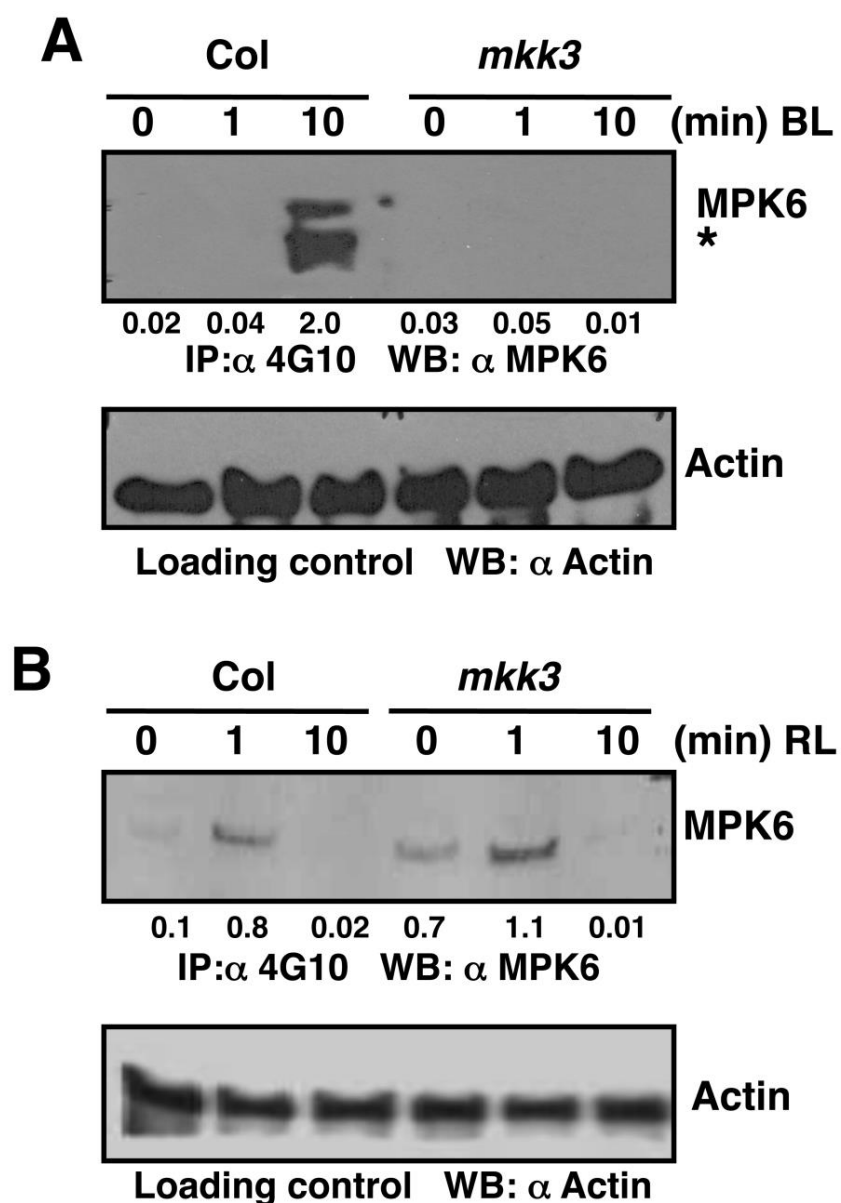 A
Col mkk3
0 1 10 0 1 10 (min) BL
MPK6
*
0.02 0.04 2.0 0.03 0.05 0.01
IP:α 4G10 WB: α MPK6
Actin
Loading control WB: α Actin
B
Col mkk3
0 1 10 0 1 10 (min) RL
MPK6
0.1 0.8 0.02 0.7 1.1 0.01
IP:α 4G10 WB: α MPK6
Actin
Loading control WB: α Actin